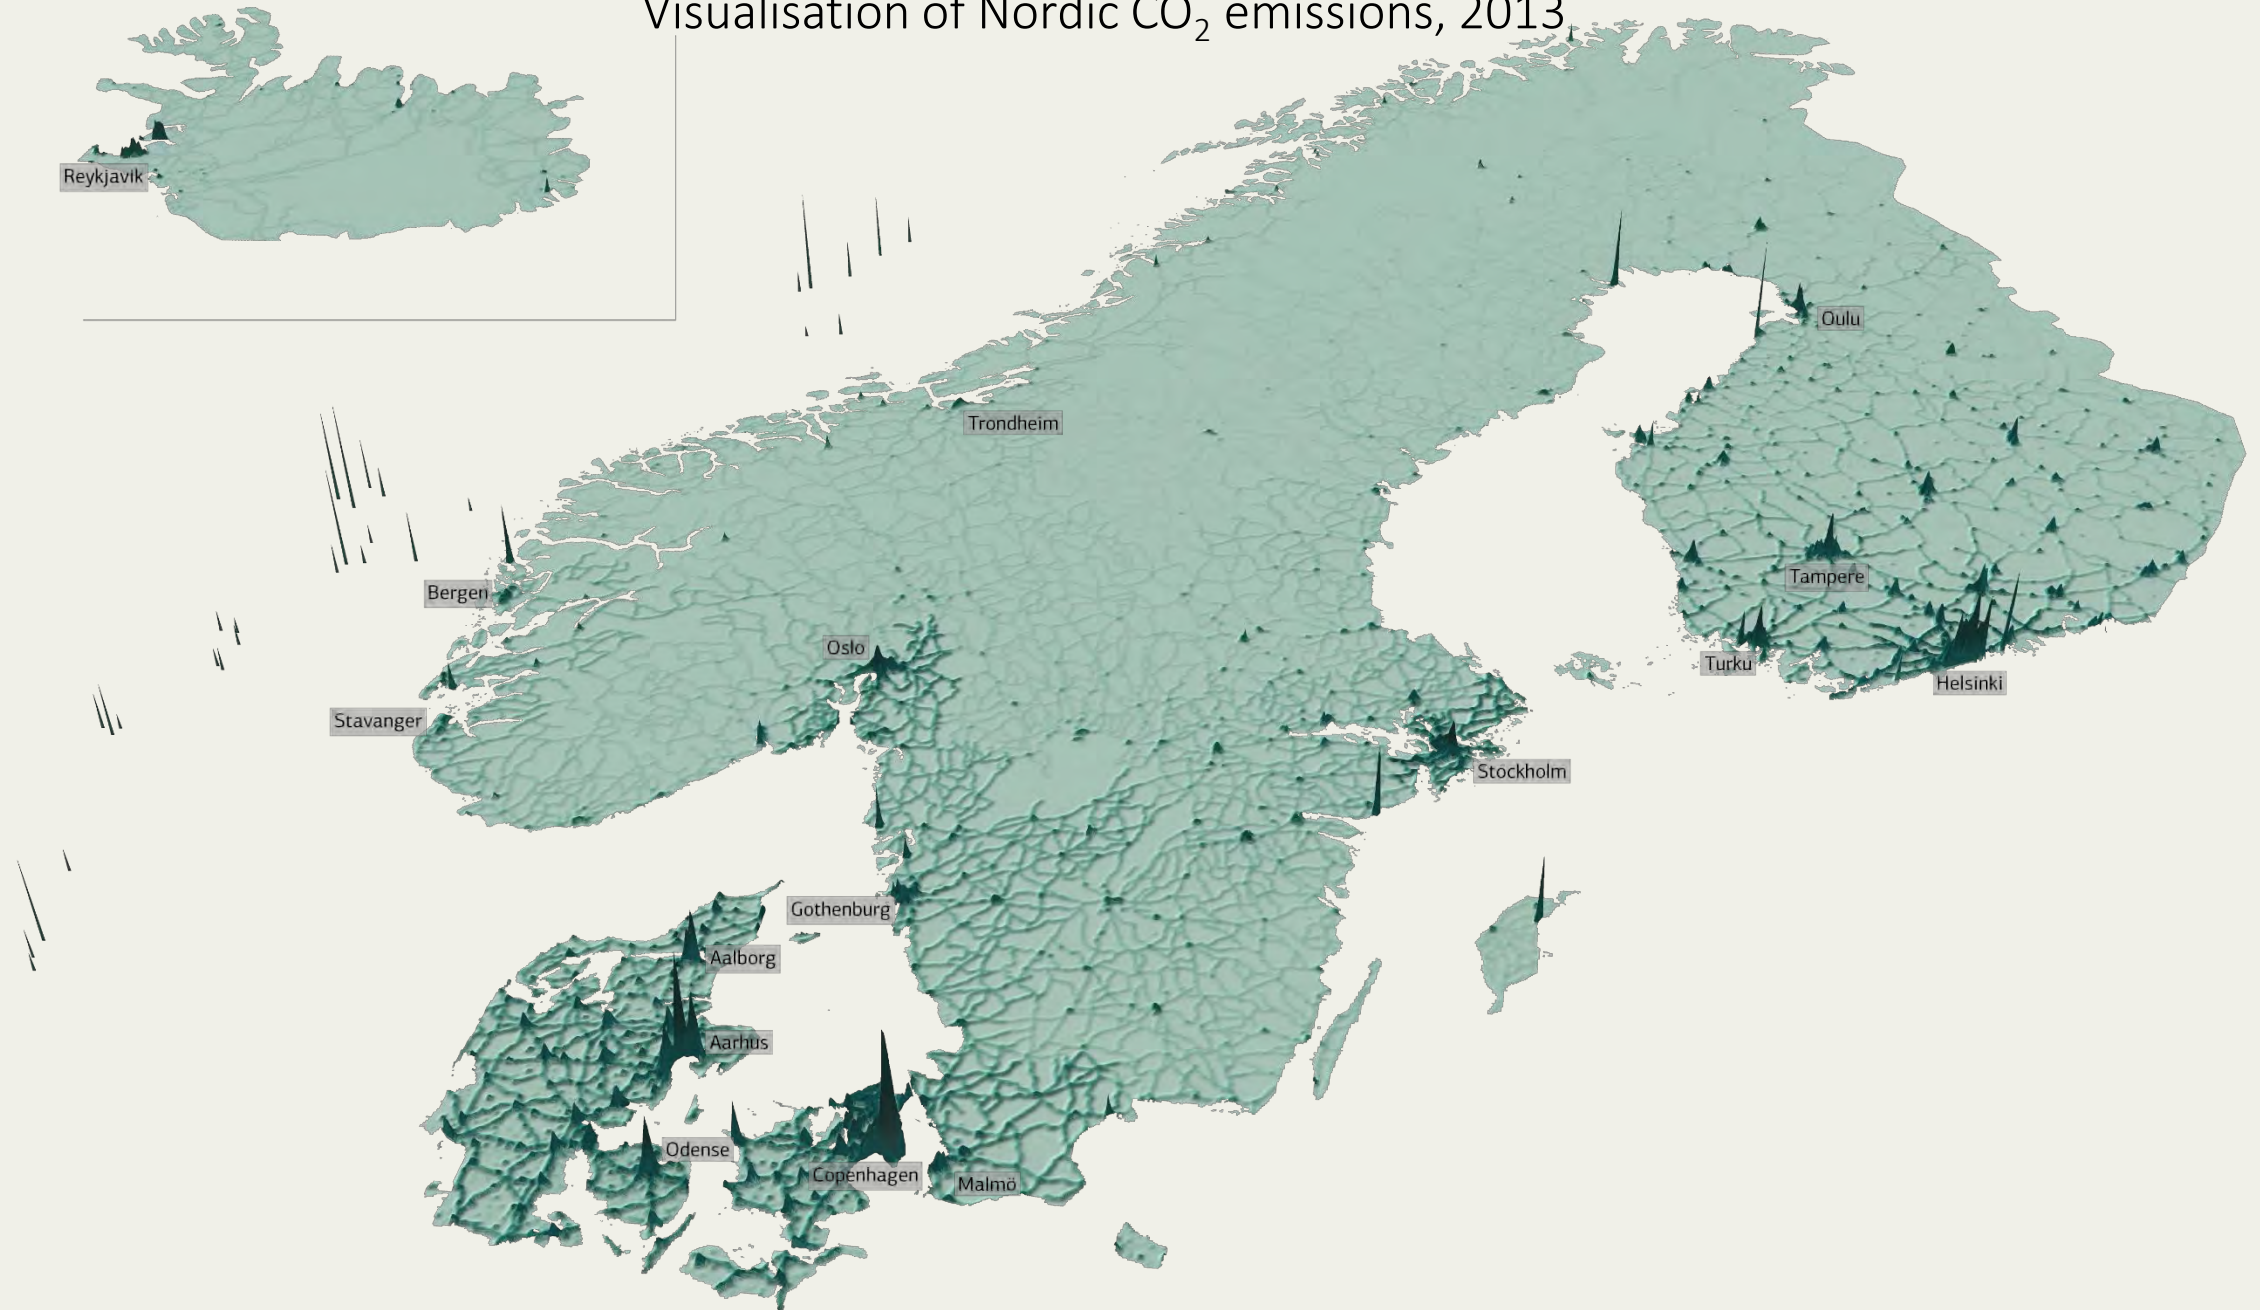 Visualisation of Nordic CO₂ emissions, 2013
Reykjavik
Oulu
Trondheim
Tampere
Bergen
Oslo
Turku
Helsinki
Stavanger
Stockholm
Gothenburg
Aalborg
Aarhus
Odense
Copenhagen
Malmö